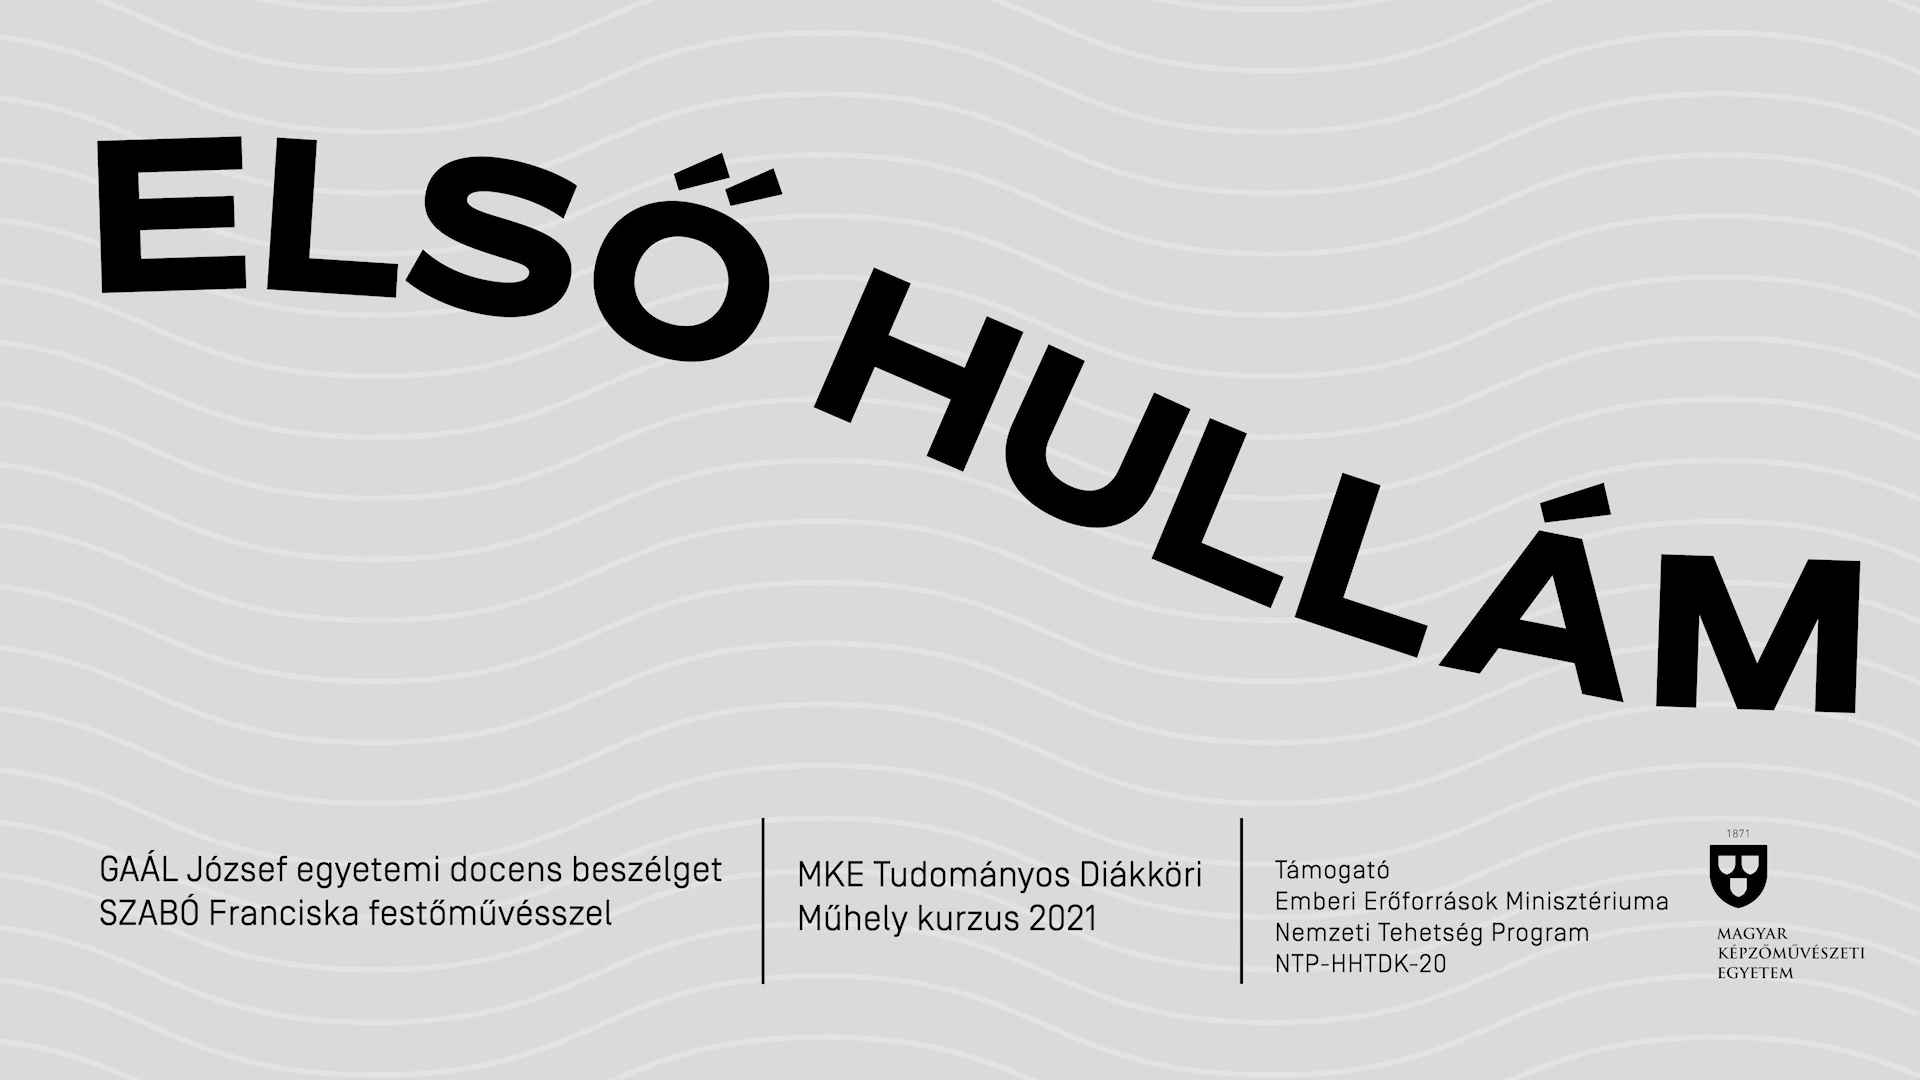 ELSŐ HULLÁM
GAÁL József egyetemi docens beszélget
SZABÓ Franciska festőművésszel
MKE Tudományos Diákköri
Műhely kurzus 2021
Támogató
Emberi Erőforrások Minisztériuma
Nemzeti Tehetség Program
NTP-HHTDK-20
1871
MAGYAR
KÉPZŐMŰVÉSZETI
EGYETEM